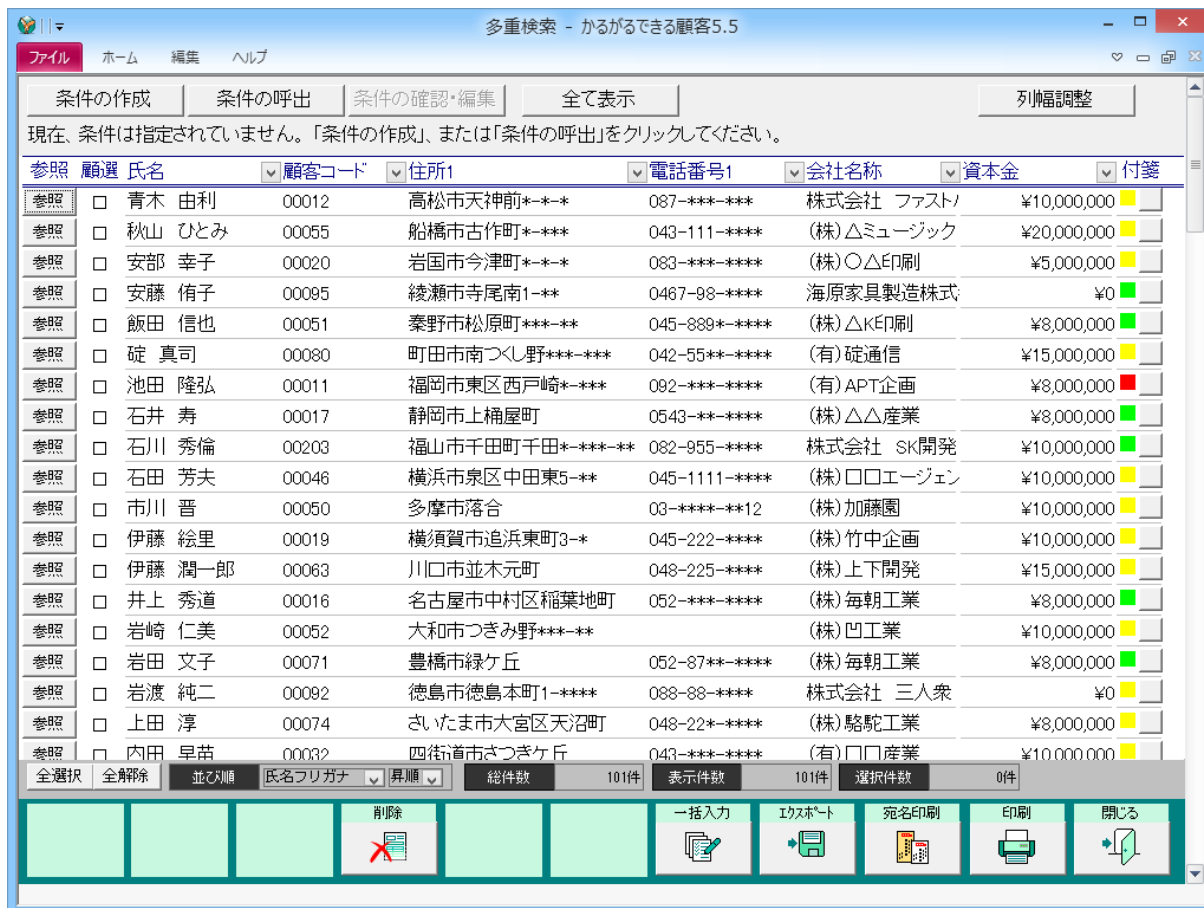 多重検索 - かるがるできる顧客5.5
ファイル ホーム 編集 ヘルプ
条件の作成 条件の呼出 条件の確認・編集 全て表示 列幅調整
現在、条件は指定されていません。「条件の作成」、または「条件の呼出」をクリックしてください。
参照 顧選 氏名 顧客コード 住所1 電話番号1 会社名称 資本金 付箋
参照 青木 由利 00012 高松市天神前*-*-* 087-***-*** 株式会社 ファスト ¥10,000,000
参照 秋山 ひとみ 00055 船橋市古作町*-*** 043-111-**** (株)△ミュージック ¥20,000,000
参照 安部 幸子 00020 岩国市今津町*-*-* 083-***-**** (株)○△印刷 ¥5,000,000
参照 安藤 侑子 00095 綾瀬市寺尾南1-** 0467-98-**** 海原家具製造株式 ¥0
参照 飯田 信也 00051 秦野市松原町***-** 045-889*-**** (株)△K印刷 ¥8,000,000
参照 碇 真司 00080 町田市南つくし野***-*** 042-55**-**** (有)碇通信 ¥15,000,000
参照 池田 隆弘 00011 福岡市東区西戸崎*-*** 092-***-**** (有)APT企画 ¥8,000,000
参照 石井 寿 00017 静岡市上桶屋町 0543-**-**** (株)△△産業 ¥8,000,000
参照 石川 秀倫 00203 福山市千田町千田*-***-** 082-955-**** 株式会社 SK開発 ¥10,000,000
参照 石田 芳夫 00046 横浜市泉区中田東5-** 045-1111-**** (株)□□エージェン ¥10,000,000
参照 市川 晋 00050 多摩市落合 03-****-**12 (株)加藤園 ¥10,000,000
参照 伊藤 絵里 00019 横須賀市追浜東町3-* 045-222-**** (株)竹中企画 ¥10,000,000
参照 伊藤 潤一郎 00063 川口市並木元町 048-225-**** (株)上下開発 ¥15,000,000
参照 井上 秀道 00016 名古屋市中村区稲葉地町 052-***-**** (株)毎朝工業 ¥8,000,000
参照 岩崎 仁美 00052 大和市つきみ野***-** (株)凹工業 ¥10,000,000
参照 岩田 文子 00071 豊橋市緑ケ丘 052-87**-**** (株)毎朝工業 ¥8,000,000
参照 岩渡 純二 00092 徳島市徳島本町1-**** 088-88-**** 株式会社 三人衆 ¥0
参照 上田 淳 00074 さいたま市大宮区天沼町 048-22*-**** (株)駱駝工業 ¥8,000,000
参照 内田 早苗 00032 四街道市さつきケ丘 043-***-**** (有)□□産業 ¥10,000,000
全選択 全解除 並び順 氏名フリガナ 昇順 総件数 101件 表示件数 101件 選択件数 0件
削除 一括入力 エクスポート 宛名印刷 印刷 閉じる